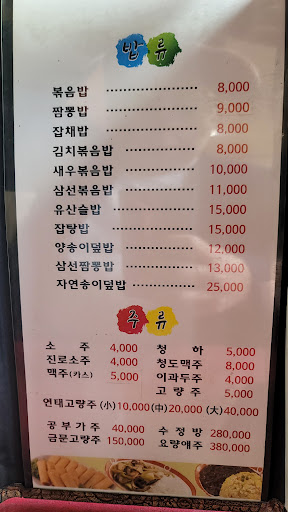 밥 류
볶음밥 ………………… 8,000
짬뽕밥 ………………… 9,000
잡채밥 ………………… 8,000
김치볶음밥 …………… 8,000
새우볶음밥 …………… 10,000
삼선볶음밥 …………… 11,000
유산슬밥 ……………… 15,000
잡탕밥 ………………… 15,000
양송이덮밥 …………… 12,000
삼선짬뽕밥 …………… 13,000
자연송이덮밥 ………… 25,000
주 류
소 주 4,000 청 하 5,000
진로소주 4,000 청도맥주 8,000
맥주(카스) 5,000 이과두주 4,000
고 량 주 5,000
연태고량주 (小)10,000 (中)20,000 (大)40,000
공 부 가 주 40,000 수 정 방 280,000
금문고량주 150,000 요량애주 380,000